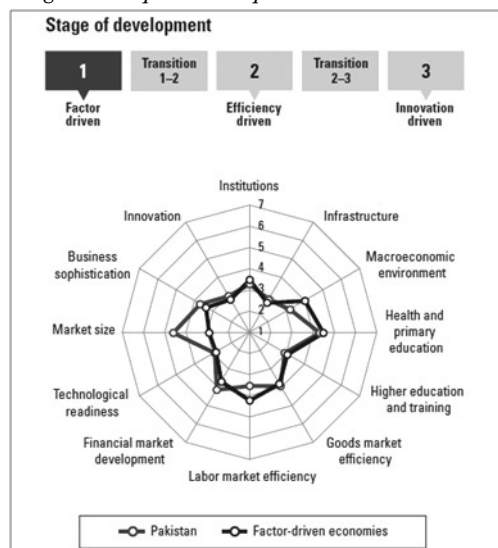 Stage of development
1
Transition
1–2
2
Transition
2–3
3
Factor
driven
Efficiency
driven
Innovation
driven
Institutions
Infrastructure
Macroeconomic
environment
Health and
primary
education
Higher education
and training
Goods market
efficiency
Labor market efficiency
Financial market
development
Technological
readiness
Market size
Business
sophistication
Innovation
7
6
5
4
3
2
1
Pakistan
Factor-driven economies